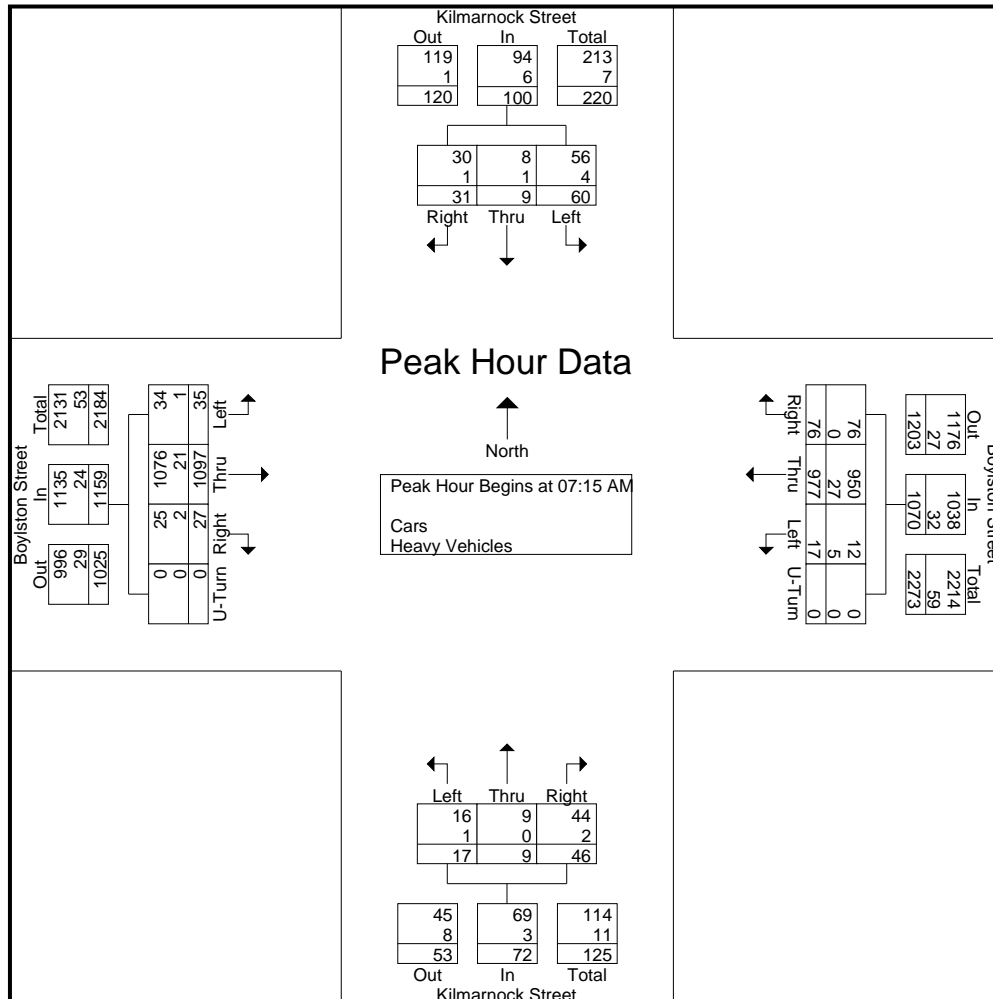 Kilmarnock Street
Out In Total
119 94 213
1 6 7
120 100 220
30 8 56
1 1 4
31 9 60
Right Thru Left
Peak Hour Data
North
Peak Hour Begins at 07:15 AM
Cars
Heavy Vehicles
Boylston Street
Total In Out
2131 1135 996
53 24 29
2184 1159 1025
34 1076 25 0
1 21 2 0
35 1097 27 0
Left Thru Right U-Turn
Boylston Street
Out In Total
1176 1038 2214
27 32 59
1203 1070 2273
76 950 12 0
0 27 5 0
76 977 17 0
Right Thru Left U-Turn
Left Thru Right
16 9 44
1 0 2
17 9 46
45 69 114
8 3 11
53 72 125
Out In Total
Kilmarnock Street